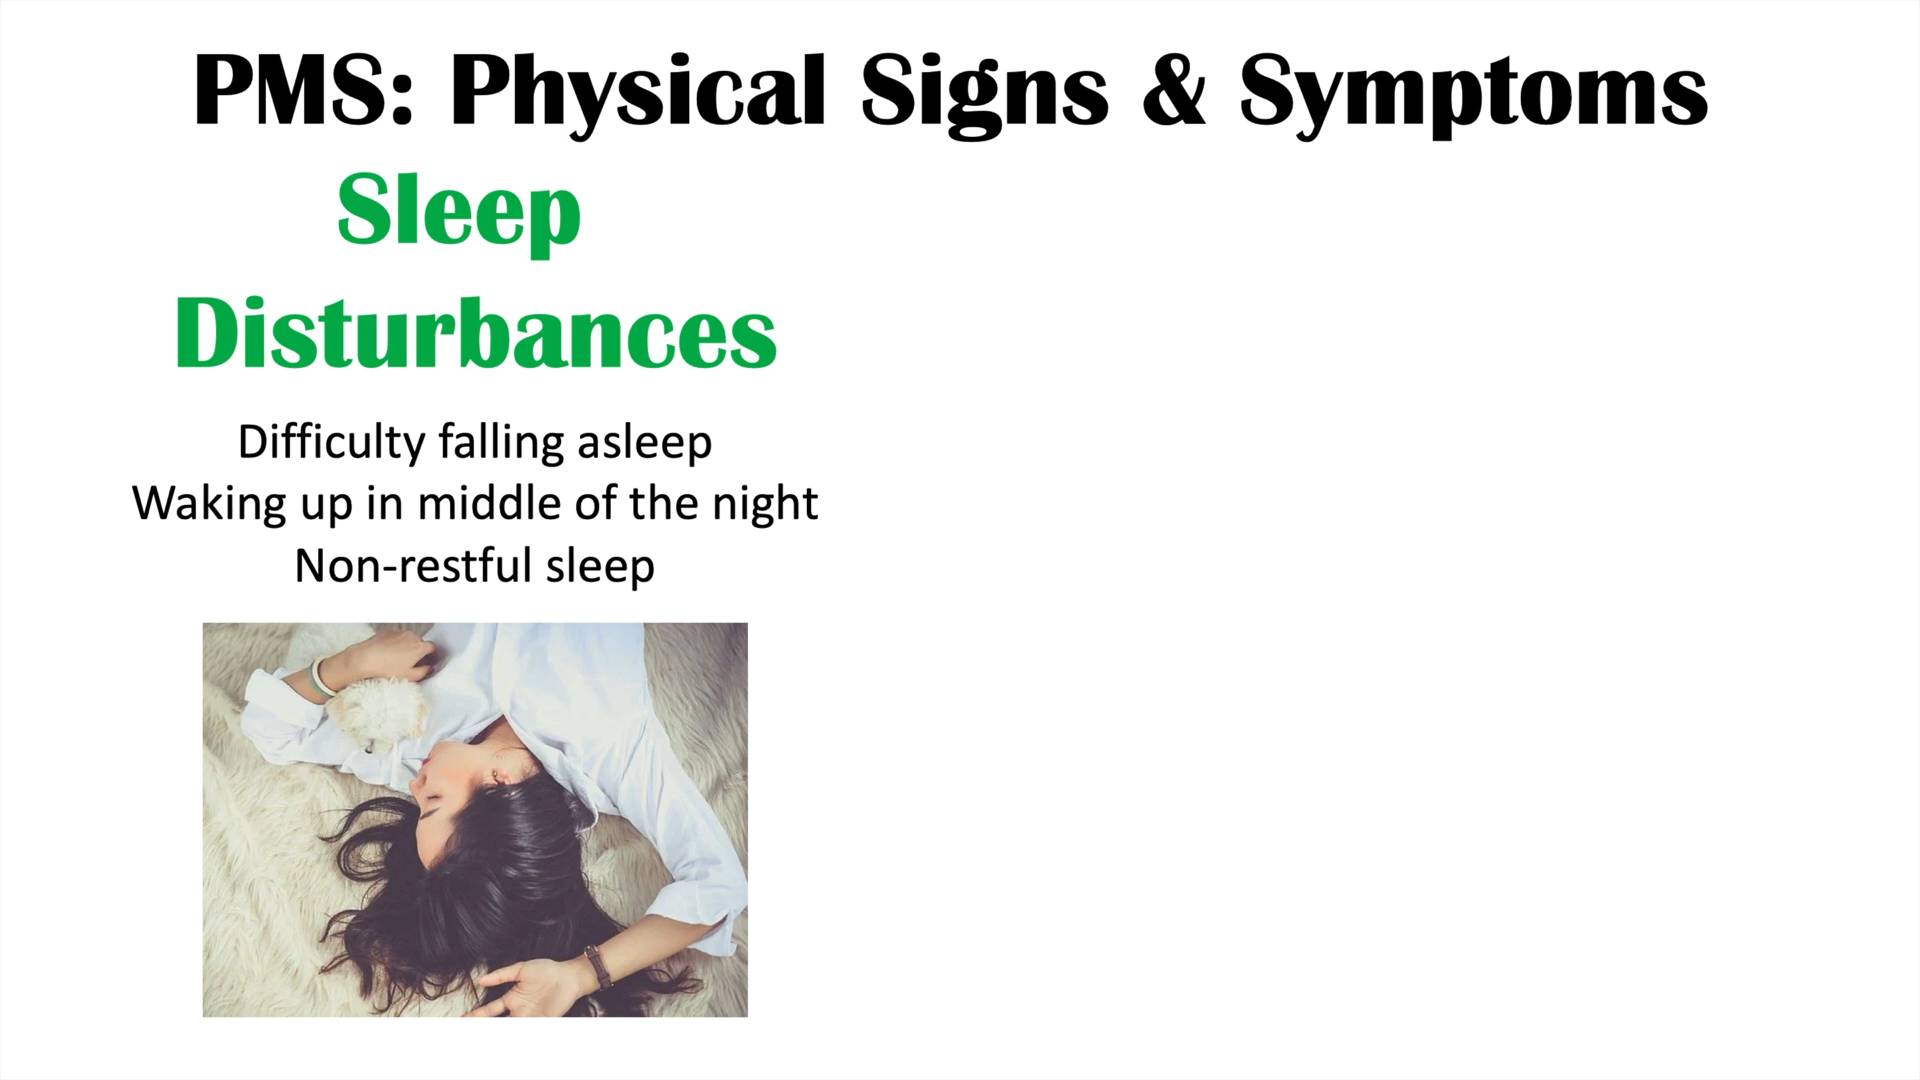 PMS: Physical Signs & Symptoms
Sleep
Disturbances
Difficulty falling asleep
Waking up in middle of the night
Non-restful sleep